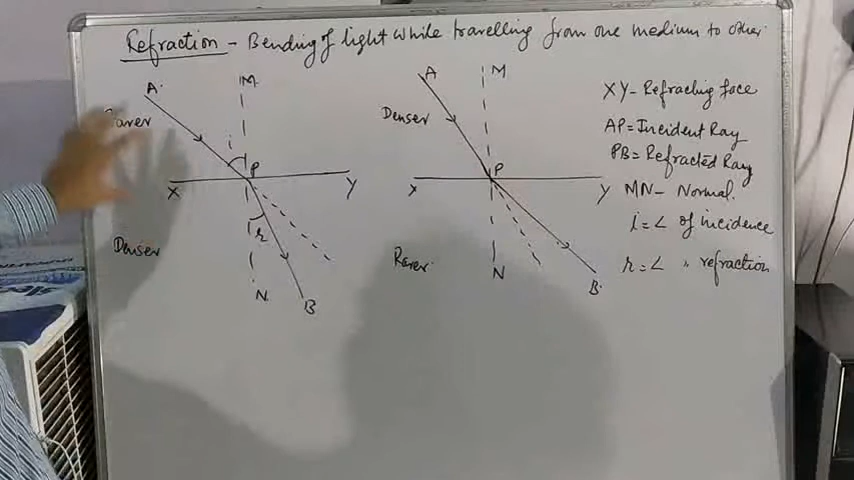 Refraction - Bending of light while travelling from one medium to other.
A
M
Rarer
i
P
X
Y
r
Denser
N
B
A
M
Denser
P
X
Y
Rarer
N
B
XY - Refracting face
AP = Incident Ray
PB = Refracted Ray
MN - Normal.
i = ∠ of incidence
r = ∠ " refraction